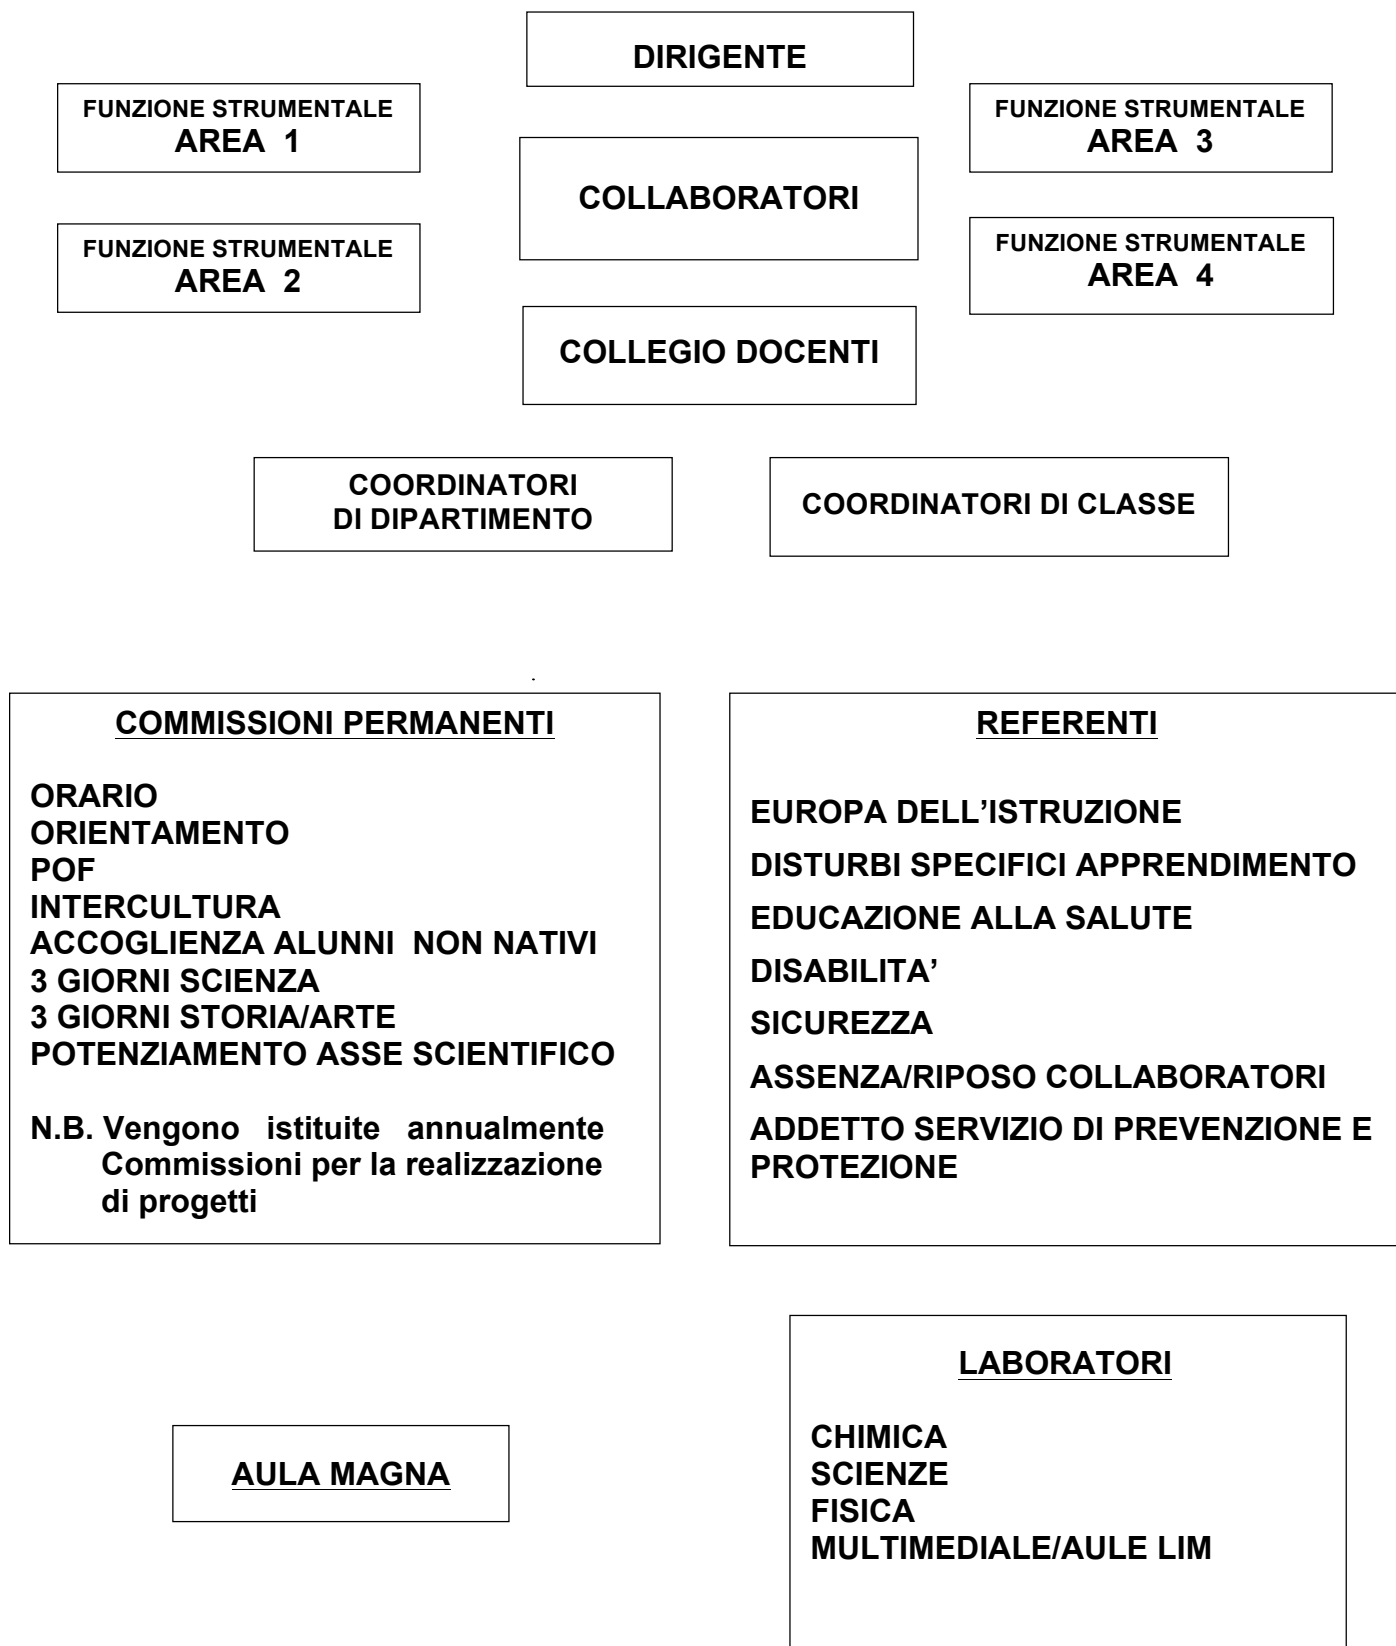 DIRIGENTE
FUNZIONE STRUMENTALE
AREA 1
FUNZIONE STRUMENTALE
AREA 3
COLLABORATORI
FUNZIONE STRUMENTALE
AREA 2
FUNZIONE STRUMENTALE
AREA 4
COLLEGIO DOCENTI
COORDINATORI
DI DIPARTIMENTO
COORDINATORI DI CLASSE
.
COMMISSIONI PERMANENTI
ORARIO
ORIENTAMENTO
POF
INTERCULTURA
ACCOGLIENZA ALUNNI NON NATIVI
3 GIORNI SCIENZA
3 GIORNI STORIA/ARTE
POTENZIAMENTO ASSE SCIENTIFICO
N.B. Vengono istituite annualmente
Commissioni per la realizzazione
di progetti
REFERENTI
EUROPA DELL’ISTRUZIONE
DISTURBI SPECIFICI APPRENDIMENTO
EDUCAZIONE ALLA SALUTE
DISABILITA’
SICUREZZA
ASSENZA/RIPOSO COLLABORATORI
ADDETTO SERVIZIO DI PREVENZIONE E
PROTEZIONE
AULA MAGNA
LABORATORI
CHIMICA
SCIENZE
FISICA
MULTIMEDIALE/AULE LIM